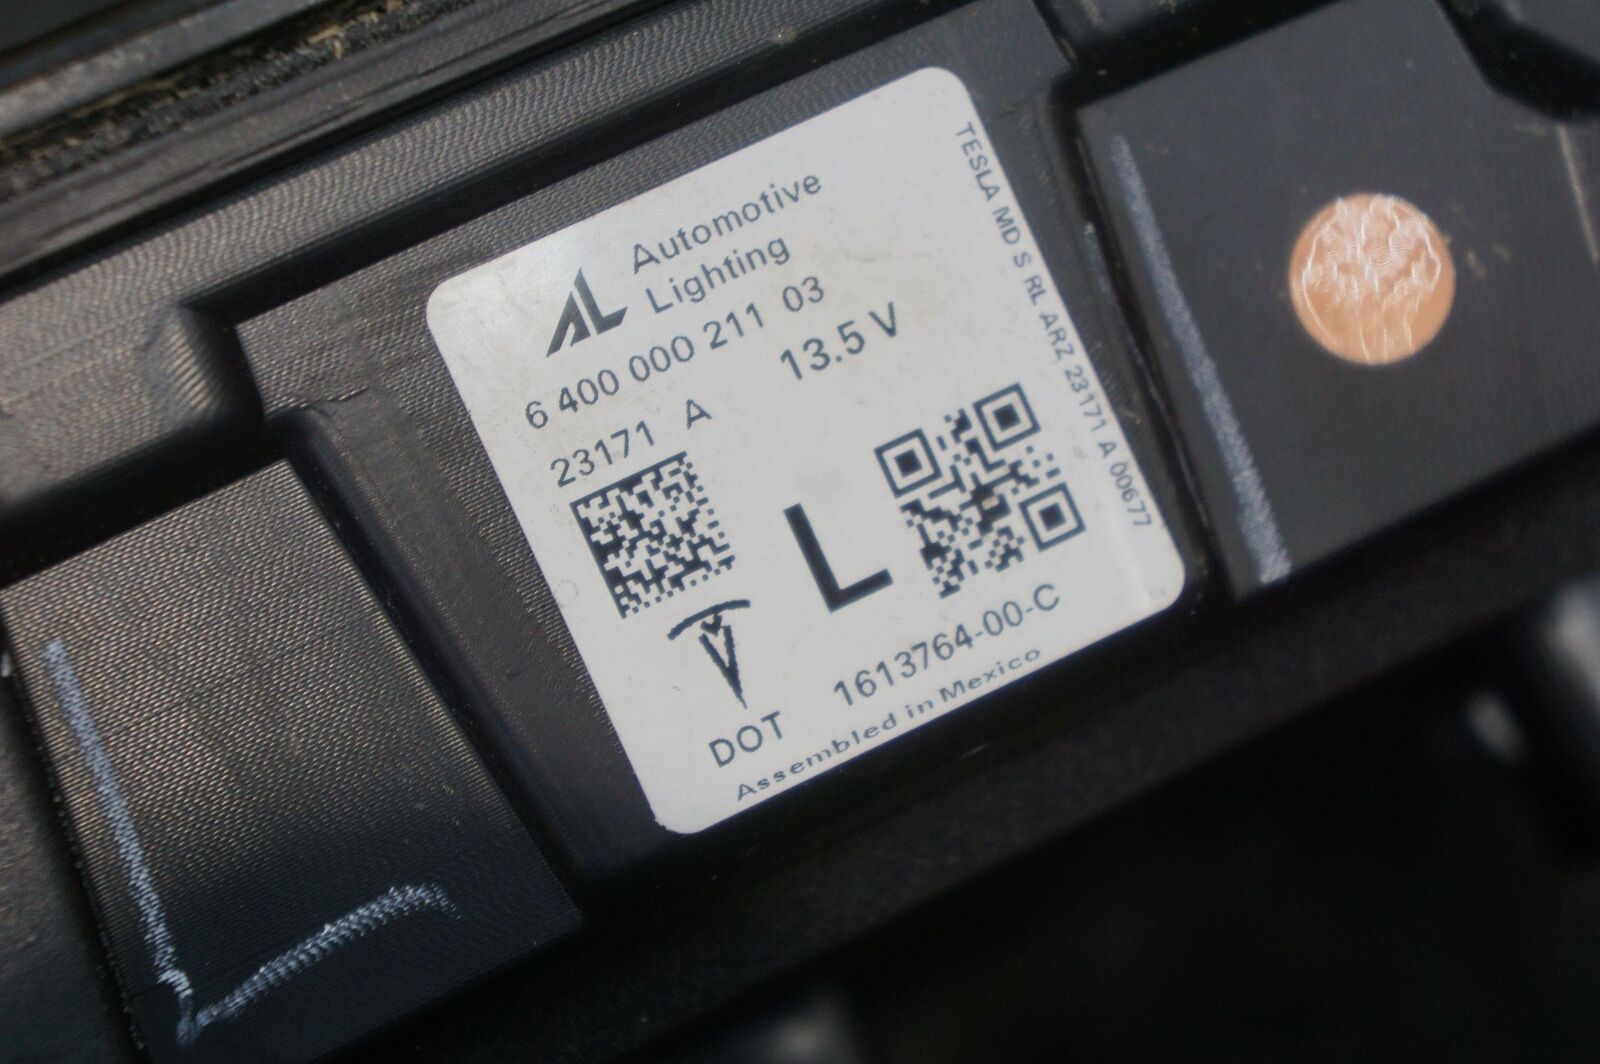 AL Automotive
Lighting
6 400 000 211 03
23171 A
13.5 V
L
DOT
1613764-00-C
Assembled in Mexico
TESLA MD S RL ARZ 23171 A 00677
L